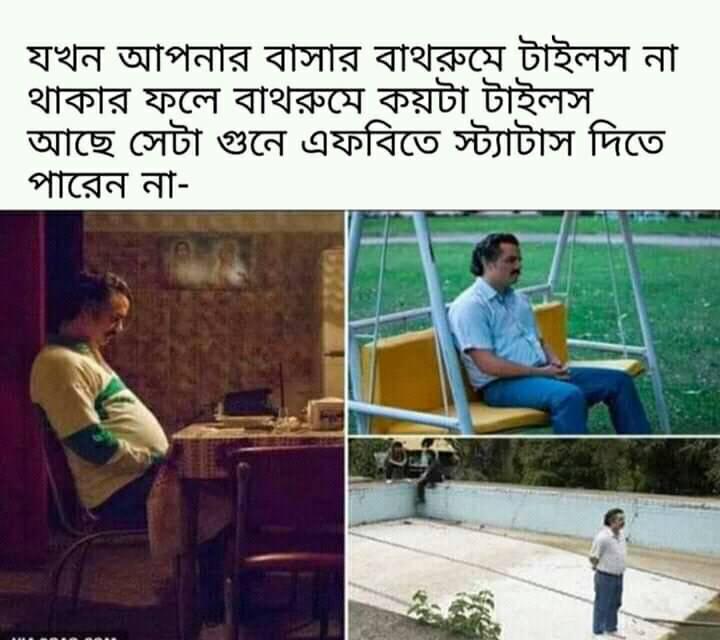 যখন আপনার বাসার বাথরুমে টাইলস না
থাকার ফলে বাথরুমে কয়টা টাইলস
আছে সেটা গুনে এফবিতে স্ট্যাটাস দিতে
পারেন না-